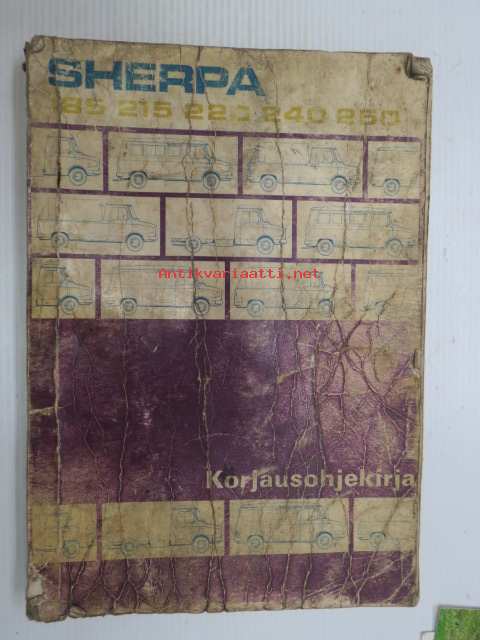 SHERPA
185 215 220 240 250
Antikvariaatti.net
Korjausohjekirja